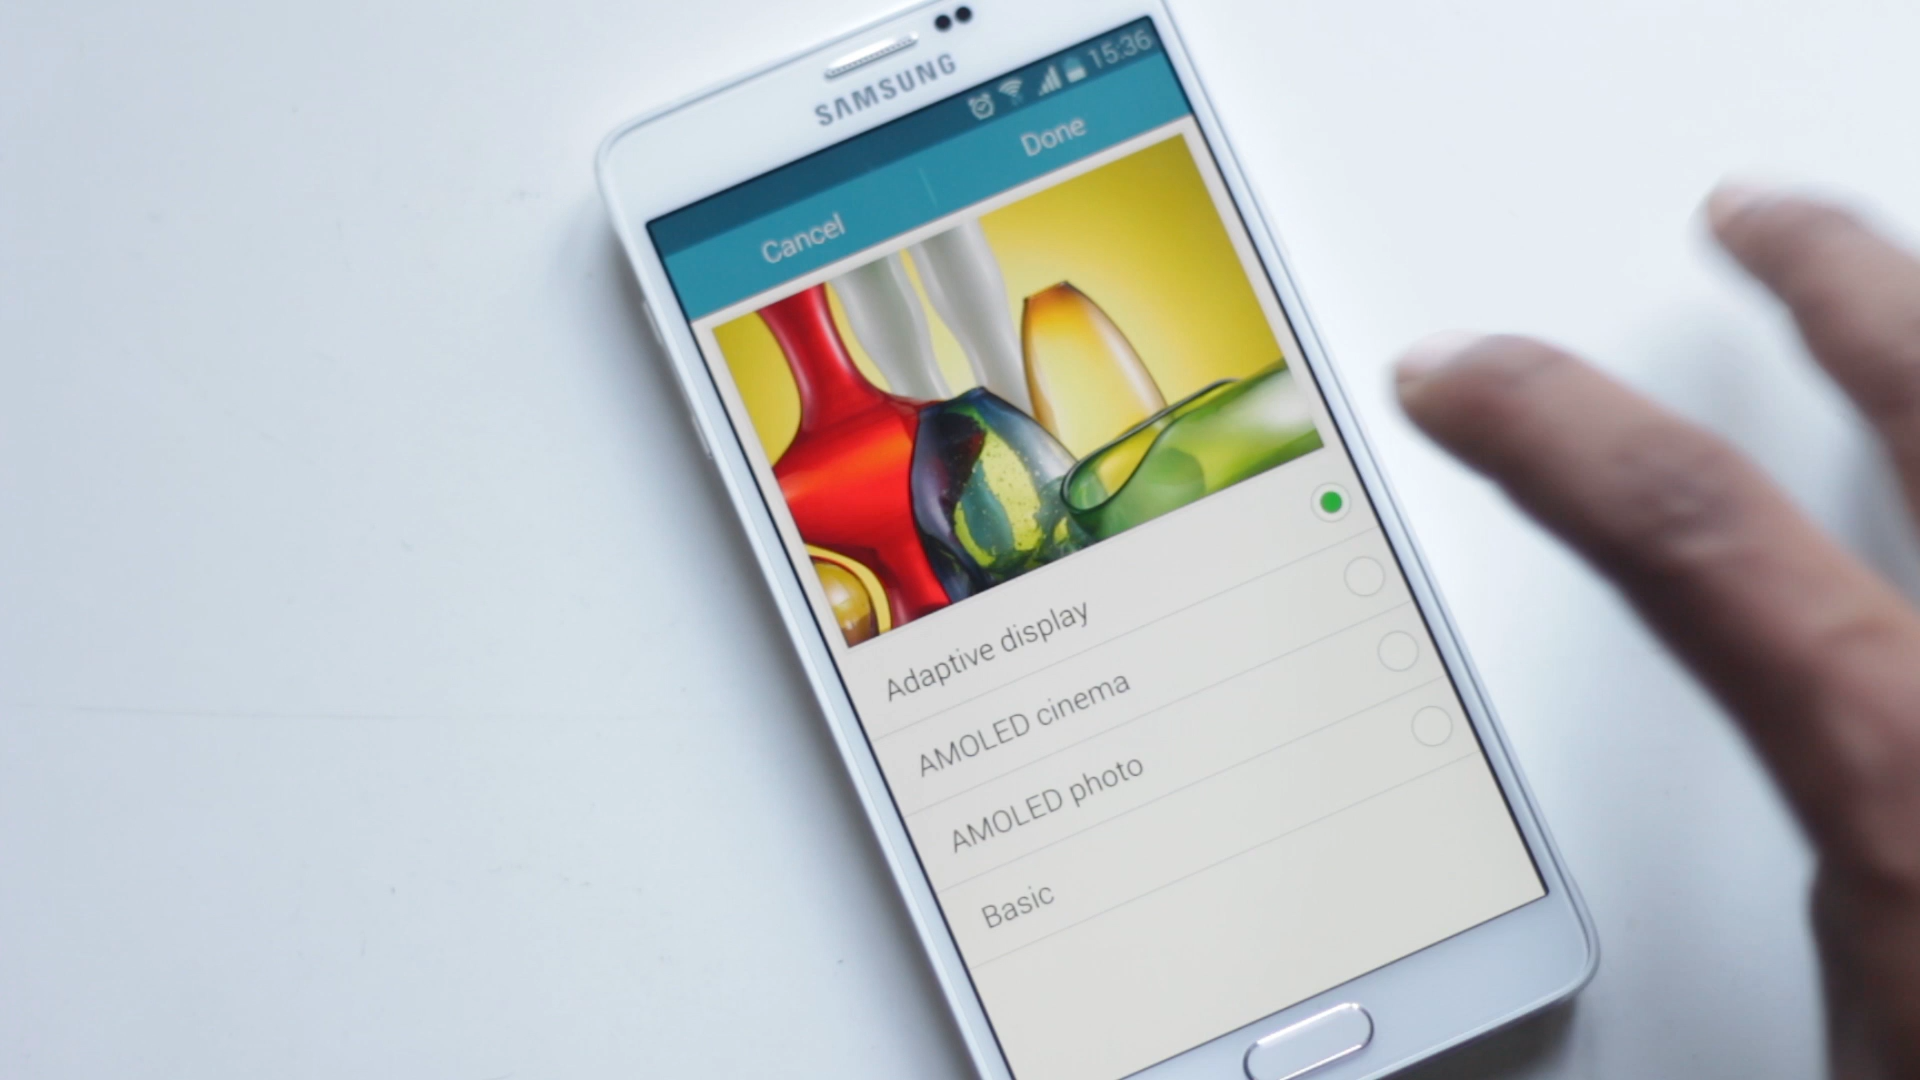 SAMSUNG
15:36
Cancel
Done
Adaptive display
AMOLED cinema
AMOLED photo
Basic